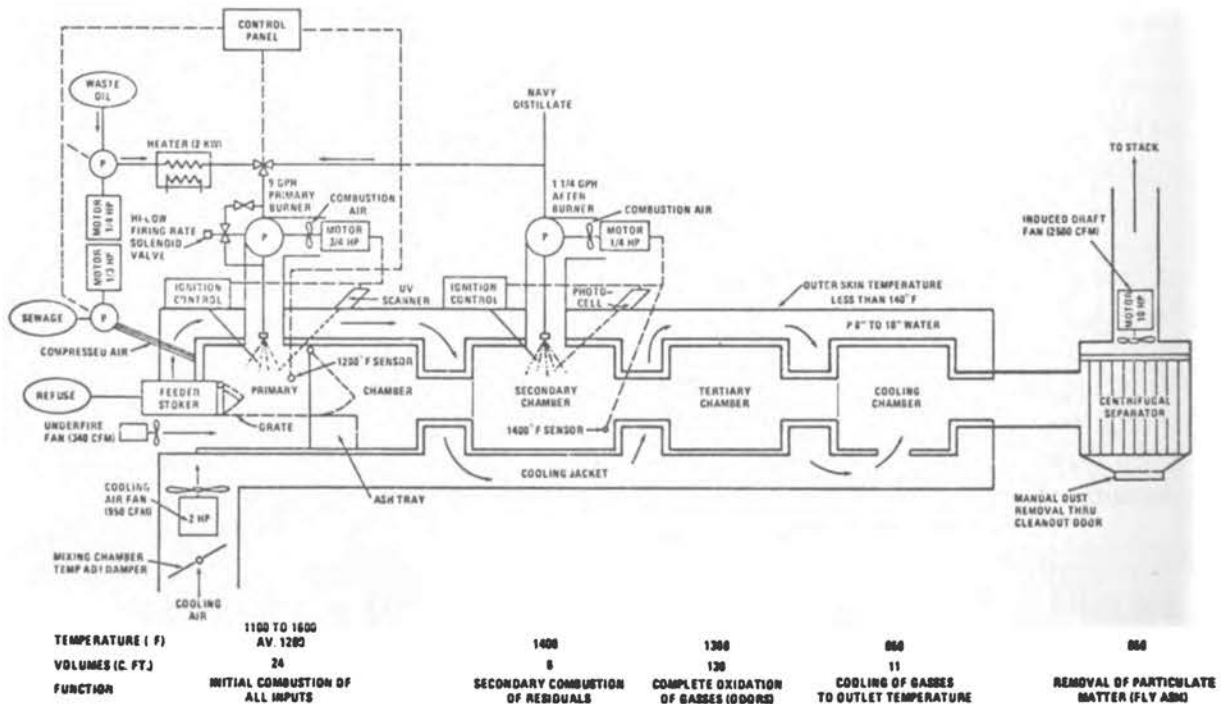 CONTROL
PANEL
WASTE
OIL
NAVY
DISTILLATE
HEATER (2 KW)
P
TO STACK
9 GPH
PRIMARY
BURNER
COMBUSTION
AIR
1 1/4 GPH
AFTER
BURNER
COMBUSTION AIR
MOTOR
1/4 HP
HI-LOW
FIRING RATE
SOLENOID
VALVE
P
MOTOR
3/4 HP
P
MOTOR
1/4 HP
INDUCED DRAFT
FAN (2500 CFM)
MOTOR
1/3 HP
IGNITION
CONTROL
UV
SCANNER
IGNITION
CONTROL
PHOTO-
CELL
OUTER SKIN TEMPERATURE
LESS THAN 140°F
MOTOR
10 HP
SEWAGE
P
COMPRESSED AIR
P 8" TO 10" WATER
1200°F SENSOR
REFUSE
FEEDER
STOKER
PRIMARY
CHAMBER
SECONDARY
CHAMBER
TERTIARY
CHAMBER
COOLING
CHAMBER
CENTRIFUGAL
SEPARATOR
GRATE
UNDERFIRE
FAN (340 CFM)
1400°F SENSOR
COOLING JACKET
COOLING
AIR FAN
(950 CFM)
2 HP
ASH TRAY
MANUAL DUST
REMOVAL THRU
CLEANOUT DOOR
MIXING CHAMBER
TEMP ADJ DAMPER
COOLING
AIR
TEMPERATURE ( F) 1100 TO 1600 AV. 1200 1400 1300 860 860
VOLUMES (C. FT.) 24 6 130 11
FUNCTION INITIAL COMBUSTION OF SECONDARY COMBUSTION COMPLETE OXIDATION COOLING OF GASSES REMOVAL OF PARTICULATE
ALL INPUTS OF RESIDUALS OF GASSES (ODORS) TO OUTLET TEMPERATURE MATTER (FLY ASH)